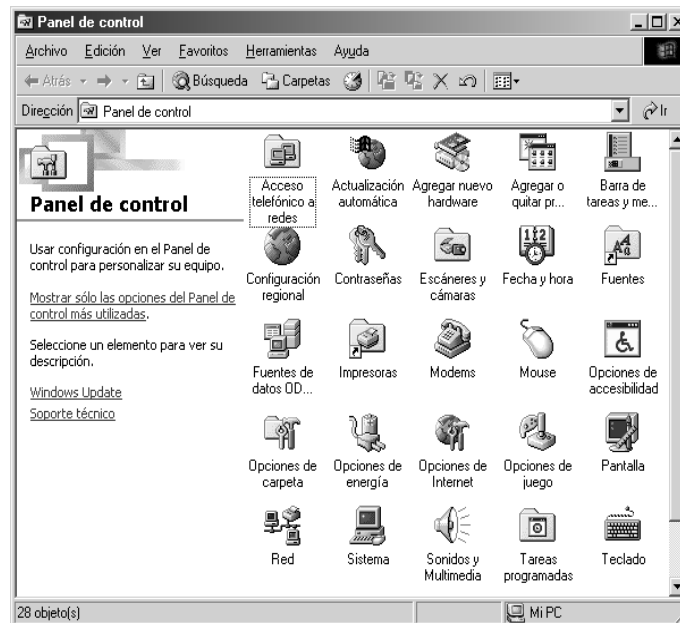 Panel de control
Archivo Edición Ver Favoritos Herramientas Ayuda
Atrás Búsqueda Carpetas
Dirección Panel de control Ir
Panel de control
Usar configuración en el Panel de
control para personalizar su equipo.
Mostrar sólo las opciones del Panel de
control más utilizadas.
Seleccione un elemento para ver su
descripción.
Windows Update
Soporte técnico
Acceso
telefónico a
redes
Actualización
automática
Agregar nuevo
hardware
Agregar o
quitar pr...
Barra de
tareas y me...
Configuración
regional
Contraseñas
Escáneres y
cámaras
Fecha y hora
Fuentes
Fuentes de
datos OD...
Impresoras
Modems
Mouse
Opciones de
accesibilidad
Opciones de
carpeta
Opciones de
energía
Opciones de
Internet
Opciones de
juego
Pantalla
Red
Sistema
Sonidos y
Multimedia
Tareas
programadas
Teclado
28 objeto(s) Mi PC